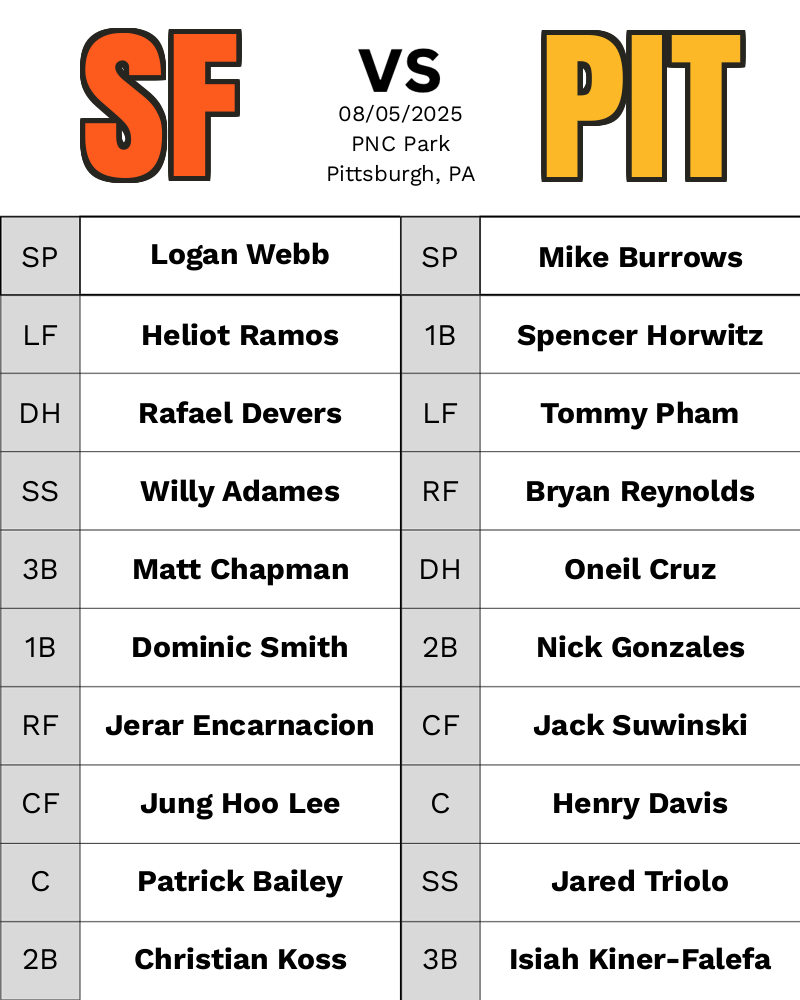 SF
VS
PIT
08/05/2025
PNC Park
Pittsburgh, PA
SP Logan Webb SP Mike Burrows
LF Heliot Ramos 1B Spencer Horwitz
DH Rafael Devers LF Tommy Pham
SS Willy Adames RF Bryan Reynolds
3B Matt Chapman DH Oneil Cruz
1B Dominic Smith 2B Nick Gonzales
RF Jerar Encarnacion CF Jack Suwinski
CF Jung Hoo Lee C Henry Davis
C Patrick Bailey SS Jared Triolo
2B Christian Koss 3B Isiah Kiner-Falefa